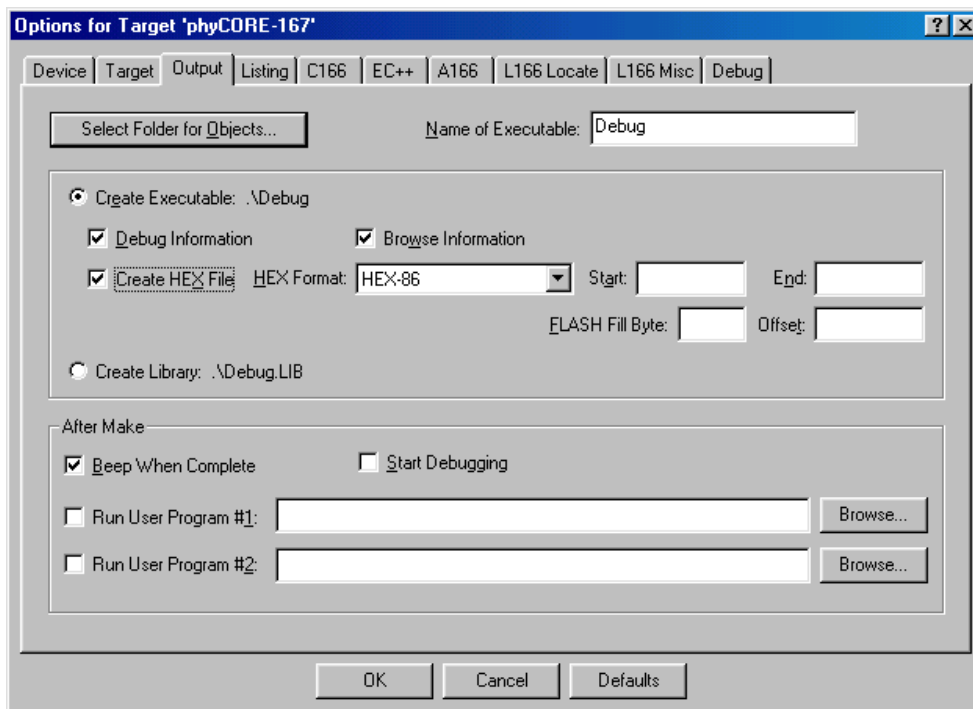 Options for Target 'phyCORE-167'
Device Target Output Listing C166 EC++ A166 L166 Locate L166 Misc Debug
Select Folder for Objects... Name of Executable: Debug
Create Executable: .\Debug
Debug Information Browse Information
Create HEX File HEX Format: HEX-86 Start: End:
FLASH Fill Byte: Offset:
Create Library: .\Debug.LIB
After Make
Beep When Complete Start Debugging
Run User Program #1: Browse...
Run User Program #2: Browse...
OK Cancel Defaults